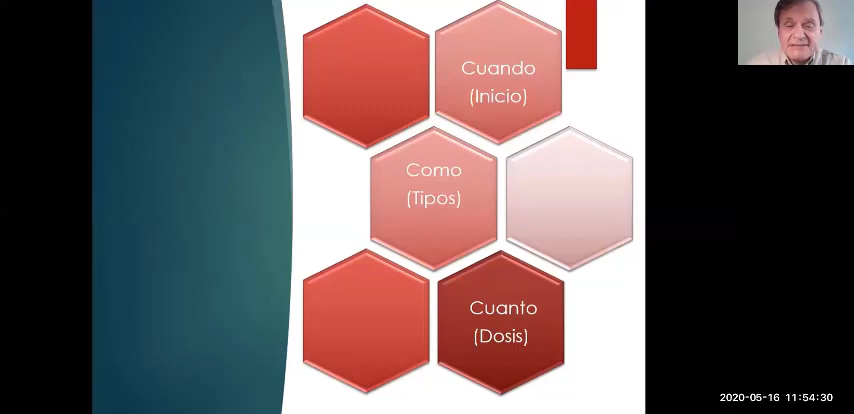 Cuando
(Inicio)
Como
(Tipos)
Cuanto
(Dosis)
2020-05-16 11:54:30